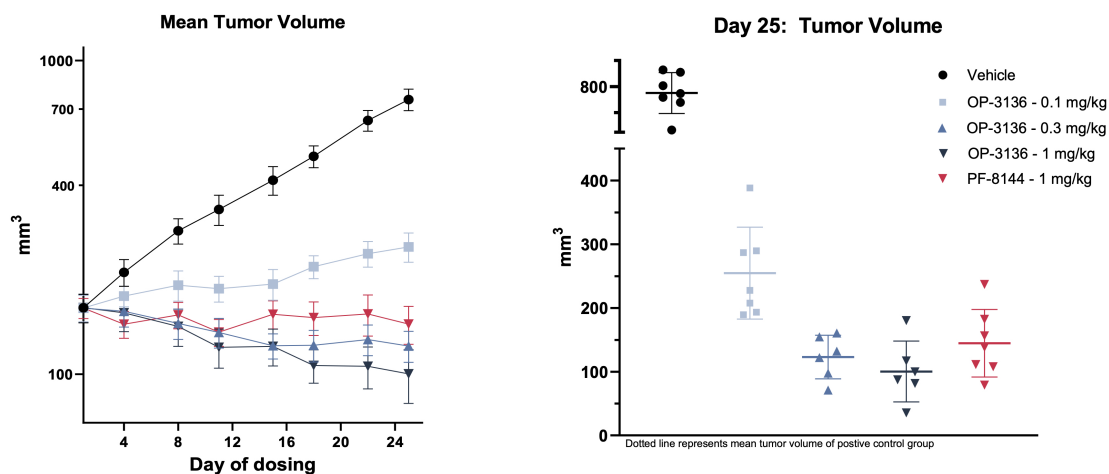 Mean Tumor Volume
1000
700
400
100
mm3
4 8 12 16 20 24
Day of dosing
Day 25: Tumor Volume
800
400
300
200
100
0
mm3
Vehicle
OP-3136 - 0.1 mg/kg
OP-3136 - 0.3 mg/kg
OP-3136 - 1 mg/kg
PF-8144 - 1 mg/kg
Dotted line represents mean tumor volume of postive control group